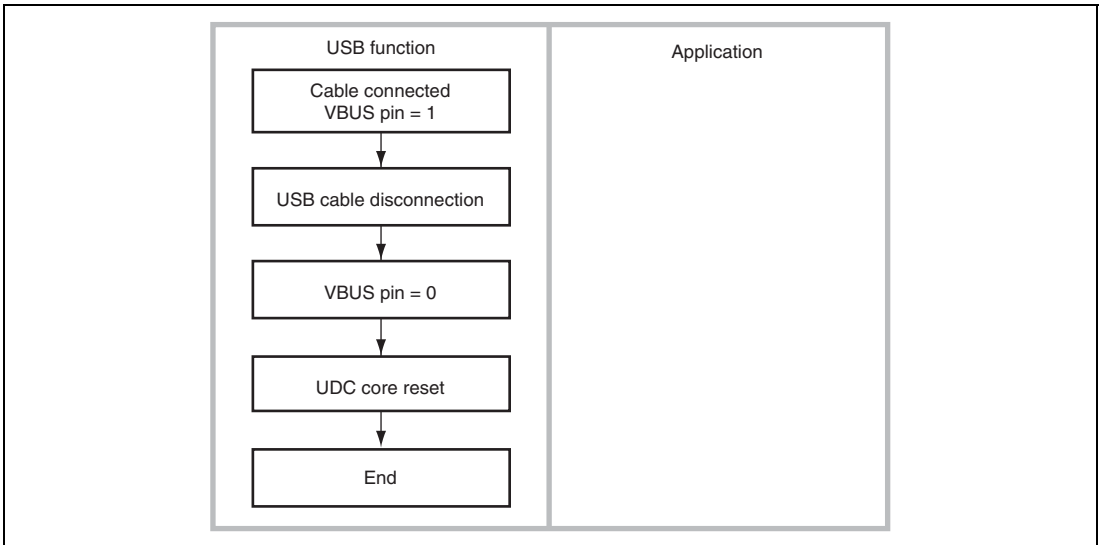 USB function
Application
Cable connected
VBUS pin = 1
USB cable disconnection
VBUS pin = 0
UDC core reset
End